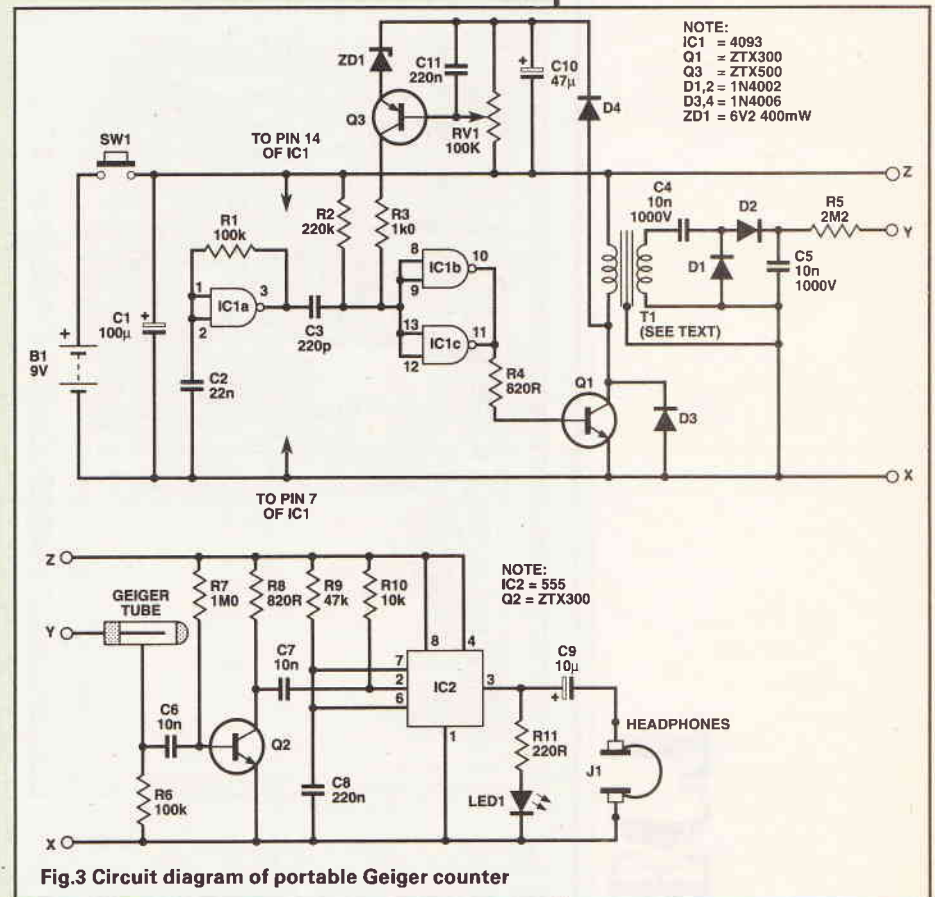 NOTE:
IC1 = 4093
Q1 = ZTX300
Q3 = ZTX500
D1,2 = 1N4002
D3,4 = 1N4006
ZD1 = 6V2 400mW
ZD1
C11
220n
C10
47µ
+
D4
Q3
RV1
100K
SW1
TO PIN 14
OF IC1
Z
R1
100k
R2
220k
R3
1k0
C4
10n
1000V
D2
R5
2M2
Y
8
9
IC1b
10
D1
C5
10n
1000V
1
2
IC1a
3
C3
220p
13
12
IC1c
11
T1
(SEE TEXT)
+
B1
9V
+
C1
100µ
C2
22n
R4
820R
Q1
D3
X
TO PIN 7
OF IC1
Z
NOTE:
IC2 = 555
Q2 = ZTX300
GEIGER
TUBE
R7
1M0
R8
820R
R9
47k
R10
10k
Y
8
4
C7
10n
7
2
6
IC2
3
1
C9
10µ
+
C6
10n
Q2
HEADPHONES
R11
220R
J1
R6
100k
C8
220n
LED1
X
Fig.3 Circuit diagram of portable Geiger counter